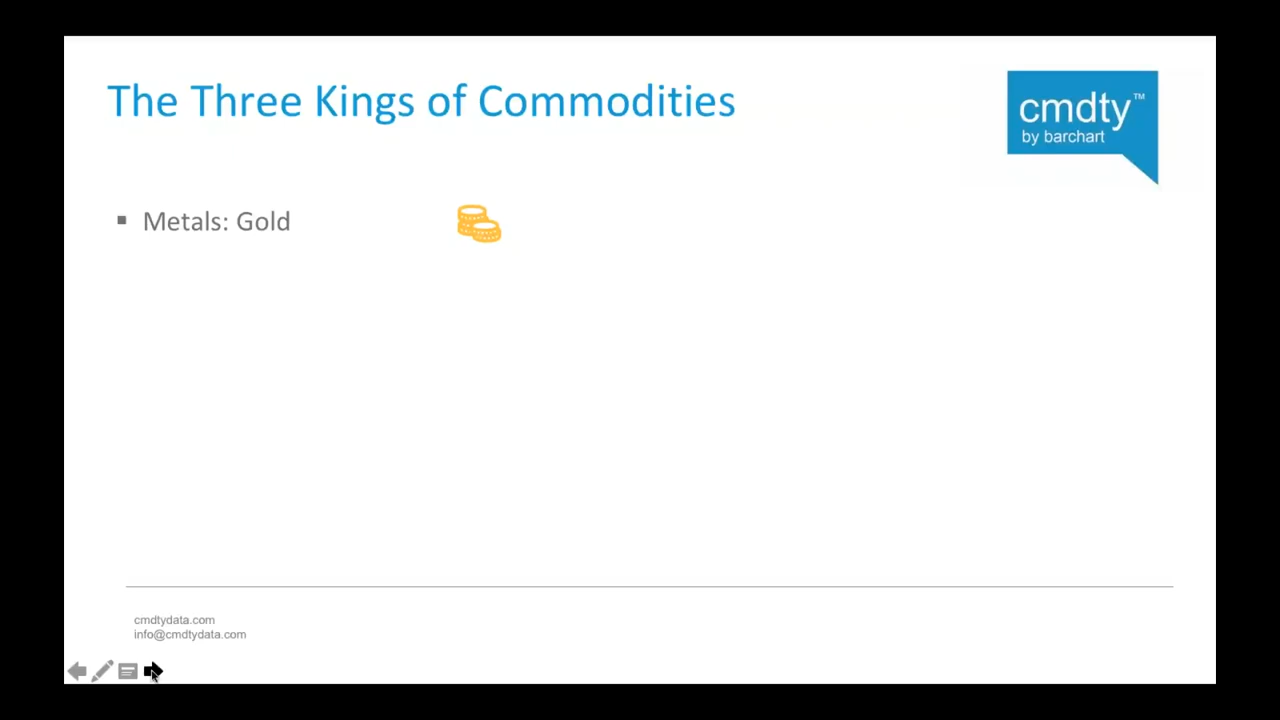 The Three Kings of Commodities
cmdty™
by barchart
▪ Metals: Gold
cmdtydata.com
info@cmdtydata.com